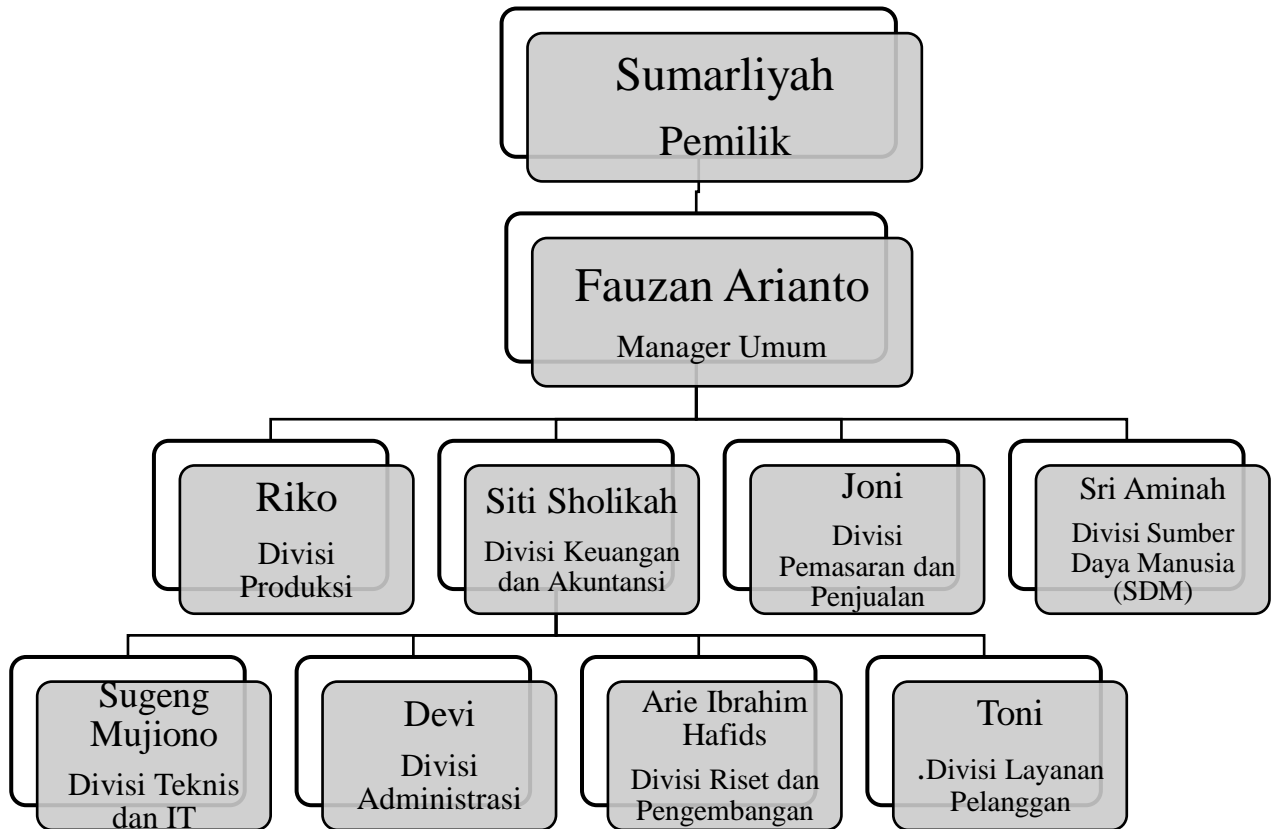 Sumarliyah
Pemilik
Fauzan Arianto
Manager Umum
Riko
Divisi
Produksi
Siti Sholikah
Divisi Keuangan
dan Akuntansi
Joni
Divisi
Pemasaran dan
Penjualan
Sri Aminah
Divisi Sumber
Daya Manusia
(SDM)
Sugeng
Mujiono
Divisi Teknis
dan IT
Devi
Divisi
Administrasi
Arie Ibrahim
Hafids
Divisi Riset dan
Pengembangan
Toni
.Divisi Layanan
Pelanggan